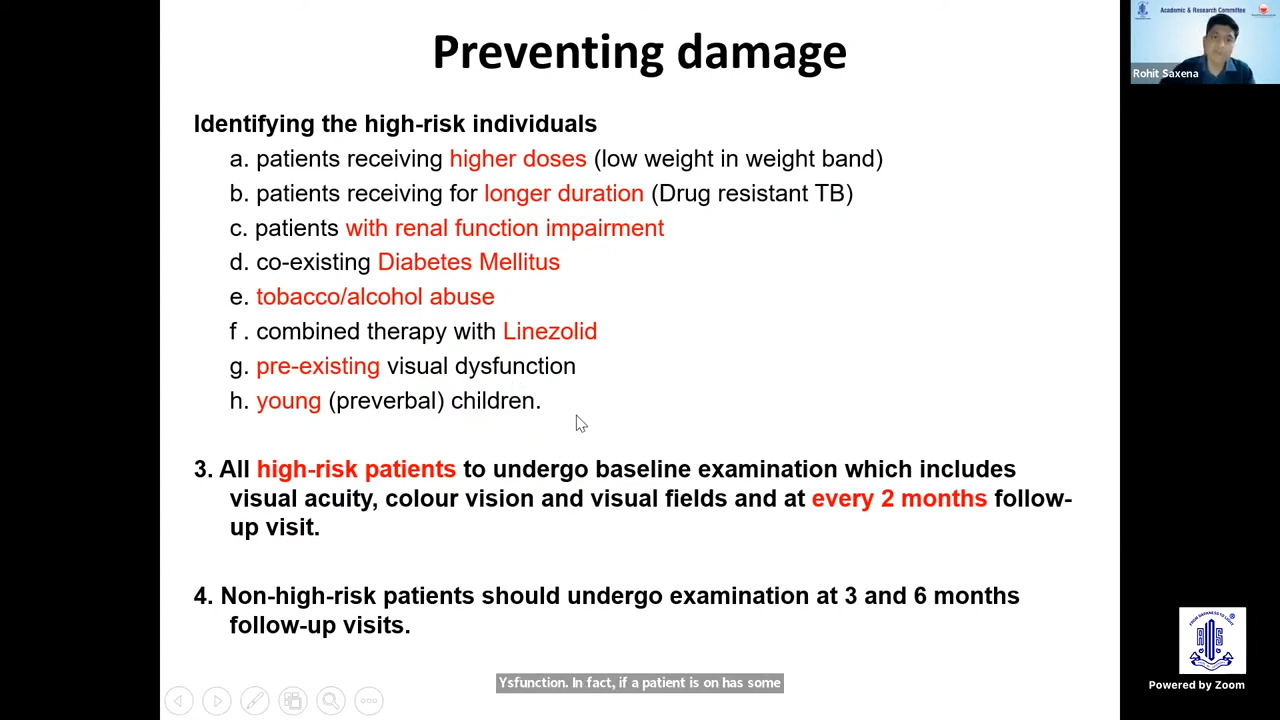 Preventing damage
Identifying the high-risk individuals
a. patients receiving higher doses (low weight in weight band)
b. patients receiving for longer duration (Drug resistant TB)
c. patients with renal function impairment
d. co-existing Diabetes Mellitus
e. tobacco/alcohol abuse
f . combined therapy with Linezolid
g. pre-existing visual dysfunction
h. young (preverbal) children.
3. All high-risk patients to undergo baseline examination which includes
visual acuity, colour vision and visual fields and at every 2 months follow-
up visit.
4. Non-high-risk patients should undergo examination at 3 and 6 months
follow-up visits.
Ysfunction. In fact, if a patient is on has some
Academic & Research Committee
Rohit Saxena
Powered by Zoom